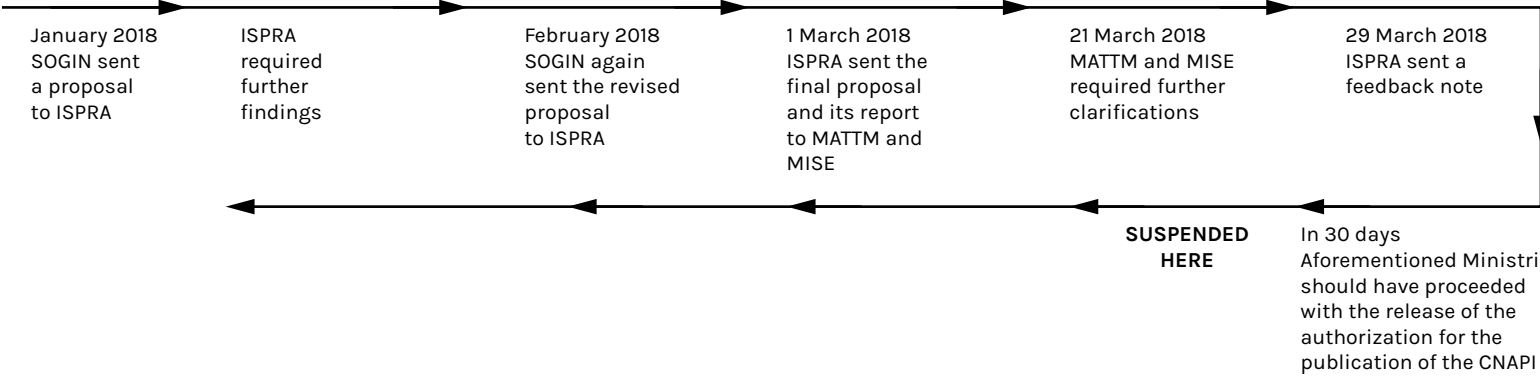 January 2018
SOGIN sent
a proposal
to ISPRA
ISPRA
required
further
findings
February 2018
SOGIN again
sent the revised
proposal
to ISPRA
1 March 2018
ISPRA sent the
final proposal
and its report
to MATTM and
MISE
21 March 2018
MATTM and MISE
required further
clarifications
29 March 2018
ISPRA sent a
feedback note
SUSPENDED
HERE
In 30 days
Aforementioned Ministri
should have proceeded
with the release of the
authorization for the
publication of the CNAPI